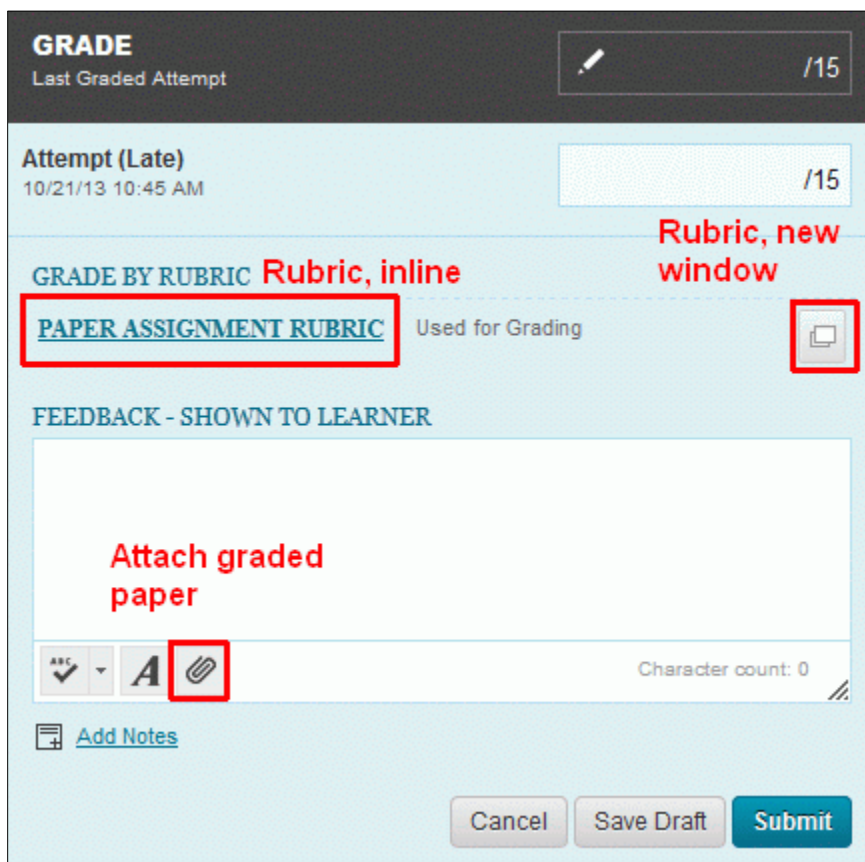 GRADE
Last Graded Attempt
/15
Attempt (Late)
10/21/13 10:45 AM
/15
Rubric, new
window
GRADE BY RUBRIC
Rubric, inline
PAPER ASSIGNMENT RUBRIC
Used for Grading
FEEDBACK - SHOWN TO LEARNER
Attach graded
paper
ABC
A
Character count: 0
Add Notes
Cancel
Save Draft
Submit